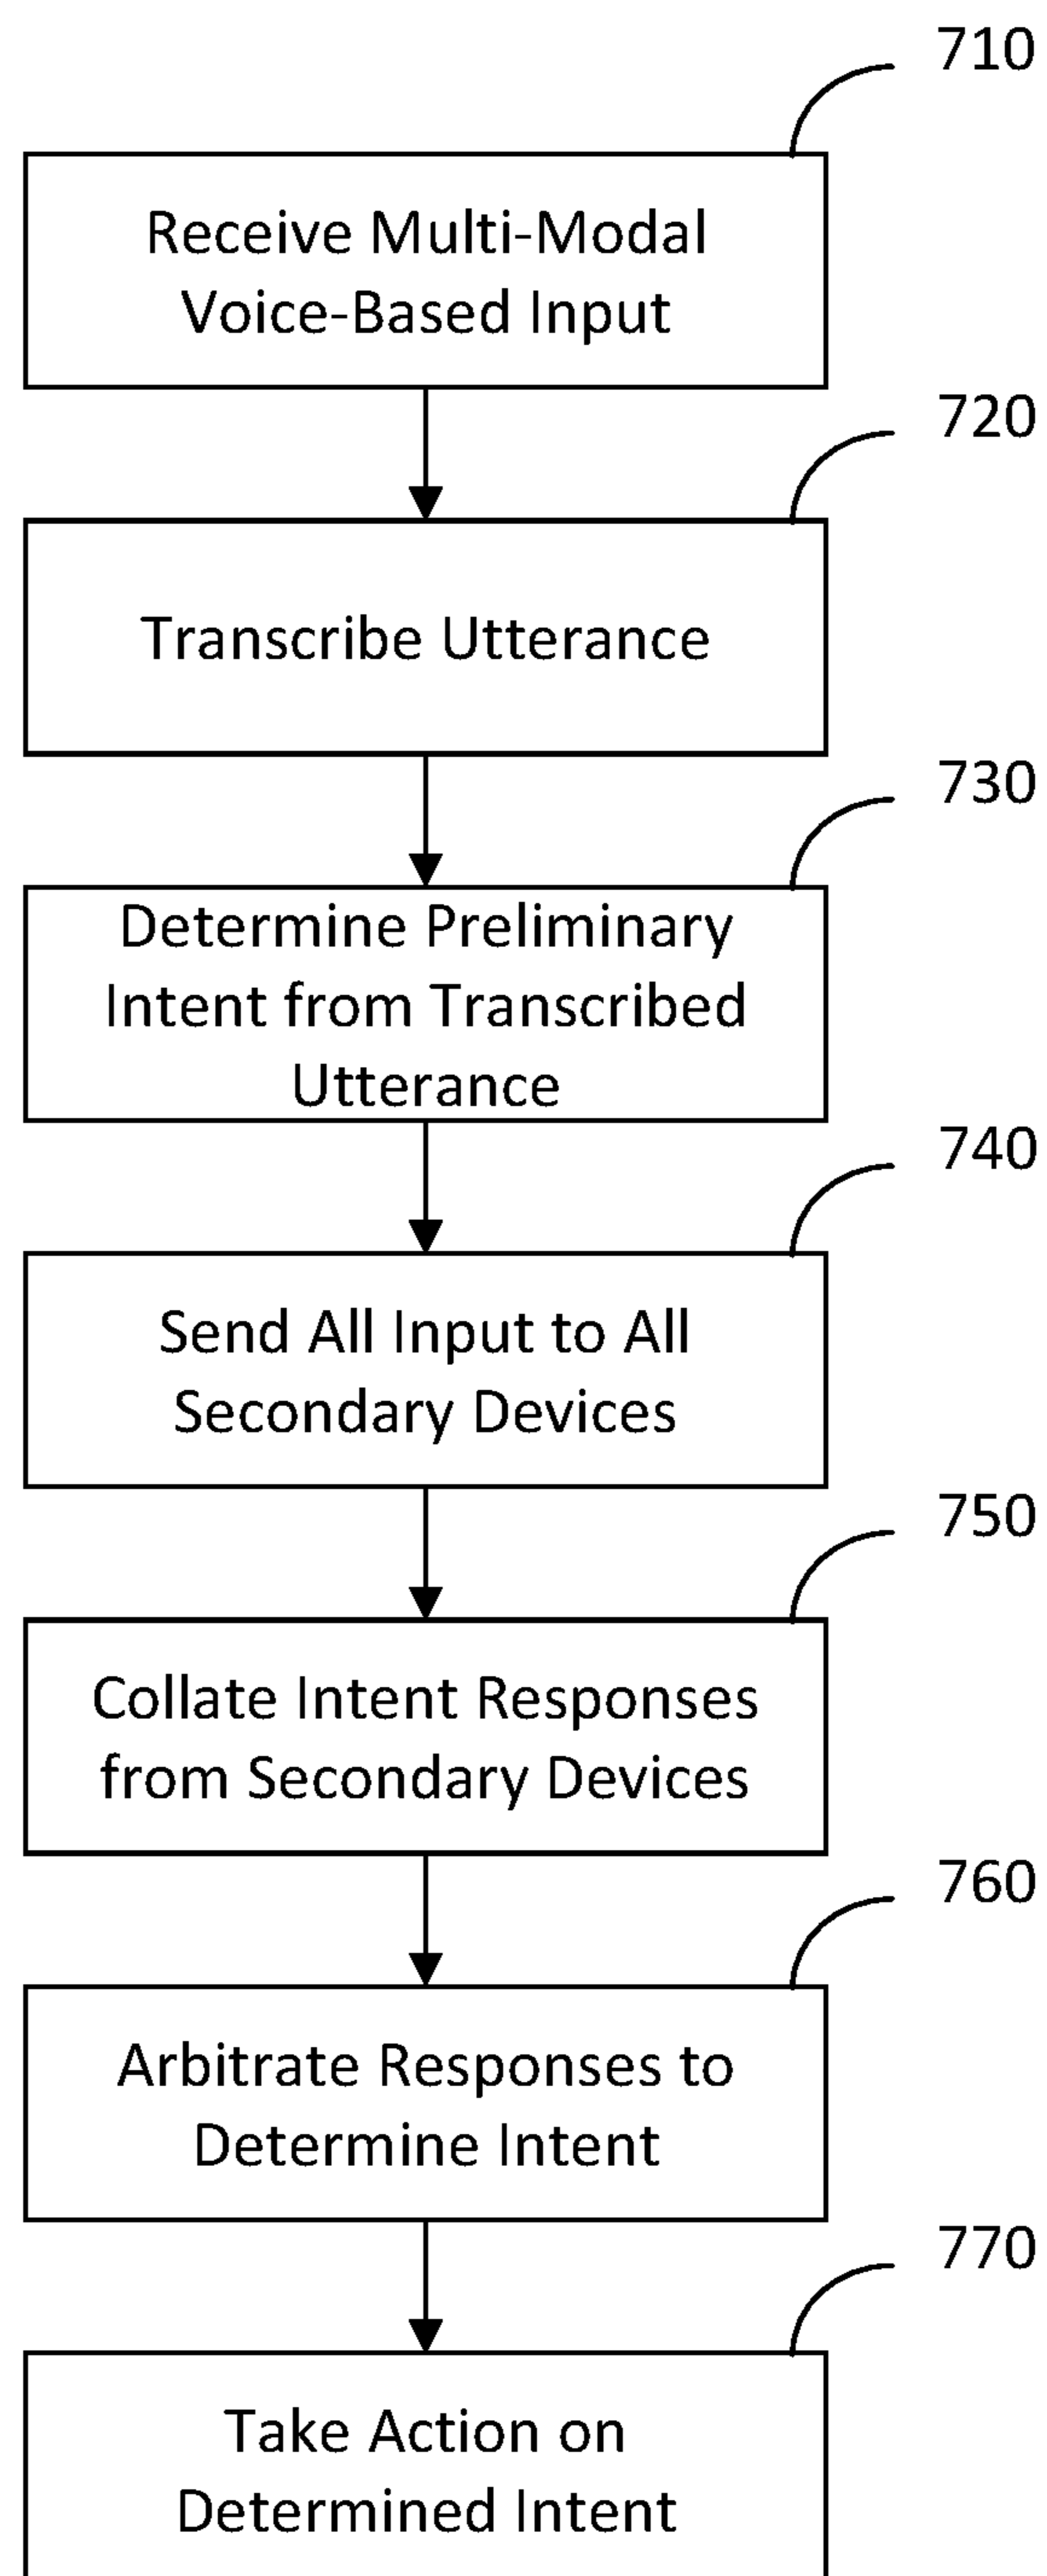 710
Receive Multi-Modal
Voice-Based Input
720
Transcribe Utterance
730
Determine Preliminary
Intent from Transcribed
Utterance
740
Send All Input to All
Secondary Devices
750
Collate Intent Responses
from Secondary Devices
760
Arbitrate Responses to
Determine Intent
770
Take Action on
Determined Intent